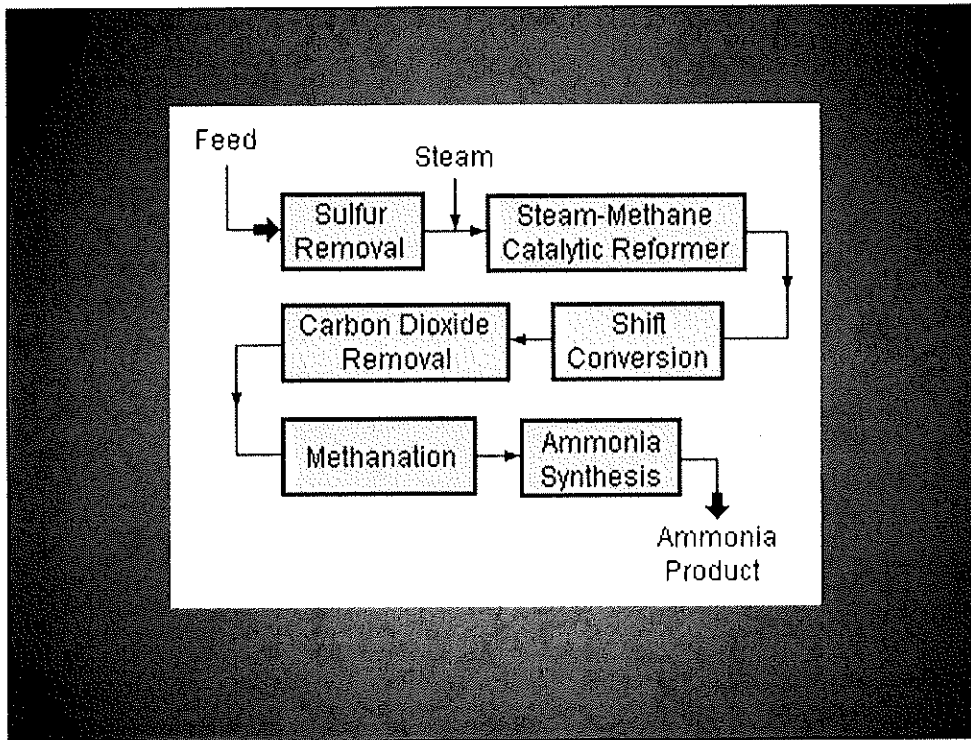 Feed
Steam
Sulfur
Removal
Steam-Methane
Catalytic Reformer
Carbon Dioxide
Removal
Shift
Conversion
Methanation
Ammonia
Synthesis
Ammonia
Product